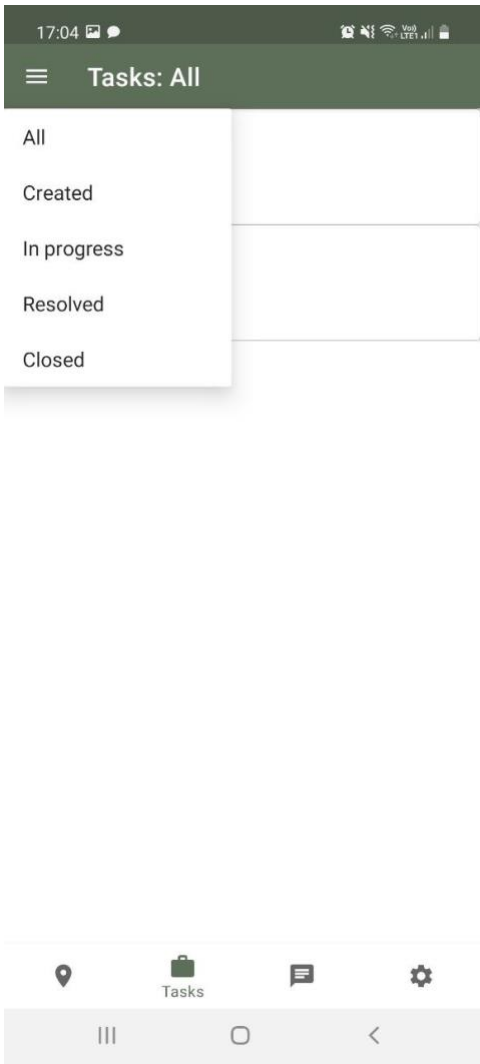 17:04
Tasks: All
All
Created
In progress
Resolved
Closed
Tasks